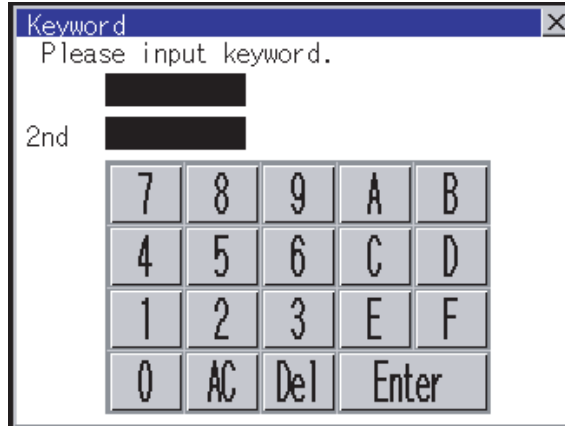 Keyword
Please input keyword.
2nd
7 8 9 A B
4 5 6 C D
1 2 3 E F
0 AC Del Enter